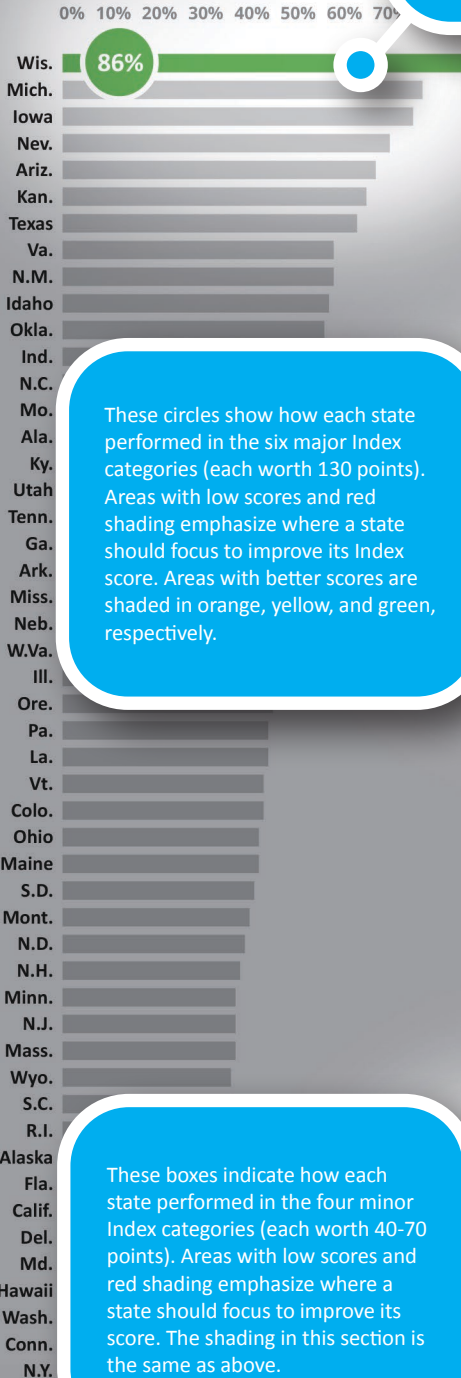 0% 10% 20% 30% 40% 50% 60% 70%
Wis.
86%
Mich.
Iowa
Nev.
Ariz.
Kan.
Texas
Va.
N.M.
Idaho
Okla.
Ind.
N.C.
Mo.
Ala.
Ky.
Utah
Tenn.
Ga.
Ark.
Miss.
Neb.
W.Va.
Ill.
Ore.
These circles show how each state
performed in the six major Index
categories (each worth 130 points).
Areas with low scores and red
shading emphasize where a state
should focus to improve its Index
score. Areas with better scores are
shaded in orange, yellow, and green,
respectively.
Pa.
La.
Vt.
Colo.
Ohio
Maine
S.D.
Mont.
N.D.
N.H.
Minn.
N.J.
Mass.
Wyo.
S.C.
R.I.
Alaska
Fla.
Calif.
Del.
Md.
Hawaii
Wash.
Conn.
N.Y.
These boxes indicate how each
state performed in the four minor
Index categories (each worth 40-70
points). Areas with low scores and
red shading emphasize where a
state should focus to improve its
score. The shading in this section is
the same as above.